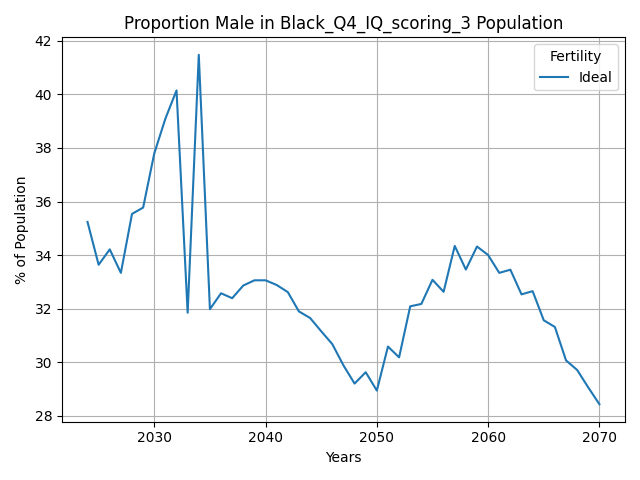 Proportion Male in Black_Q4_IQ_scoring_3 Population
% of Population
42
40
38
36
34
32
30
28
Fertility
Ideal
2030 2040 2050 2060 2070
Years